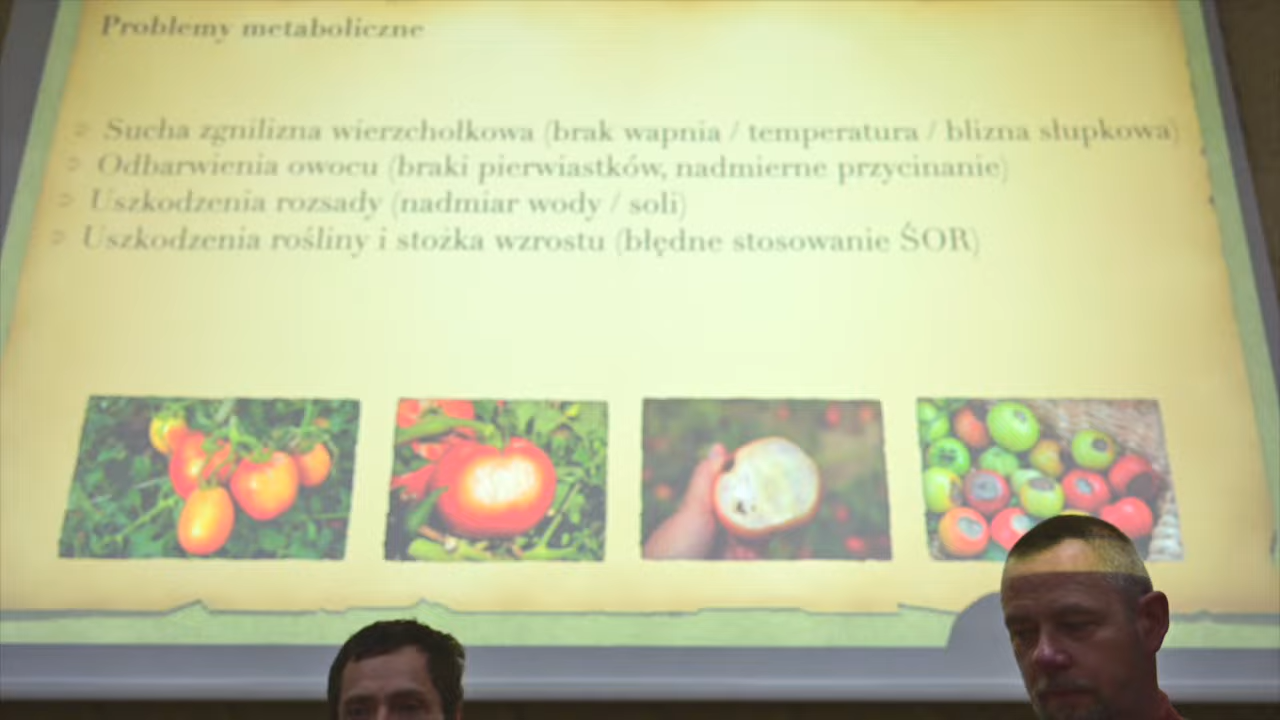 Problemy metaboliczne
Sucha zgnilizna wierzchołkowa (brak wapnia / temperatura / blizna słupkowa)
Odbarwienia owocu (braki pierwiastków, nadmierne przycinanie)
Uszkodzenia rozsady (nadmiar wody / soli)
Uszkodzenia rośliny i stożka wzrostu (błędne stosowanie ŚOR)